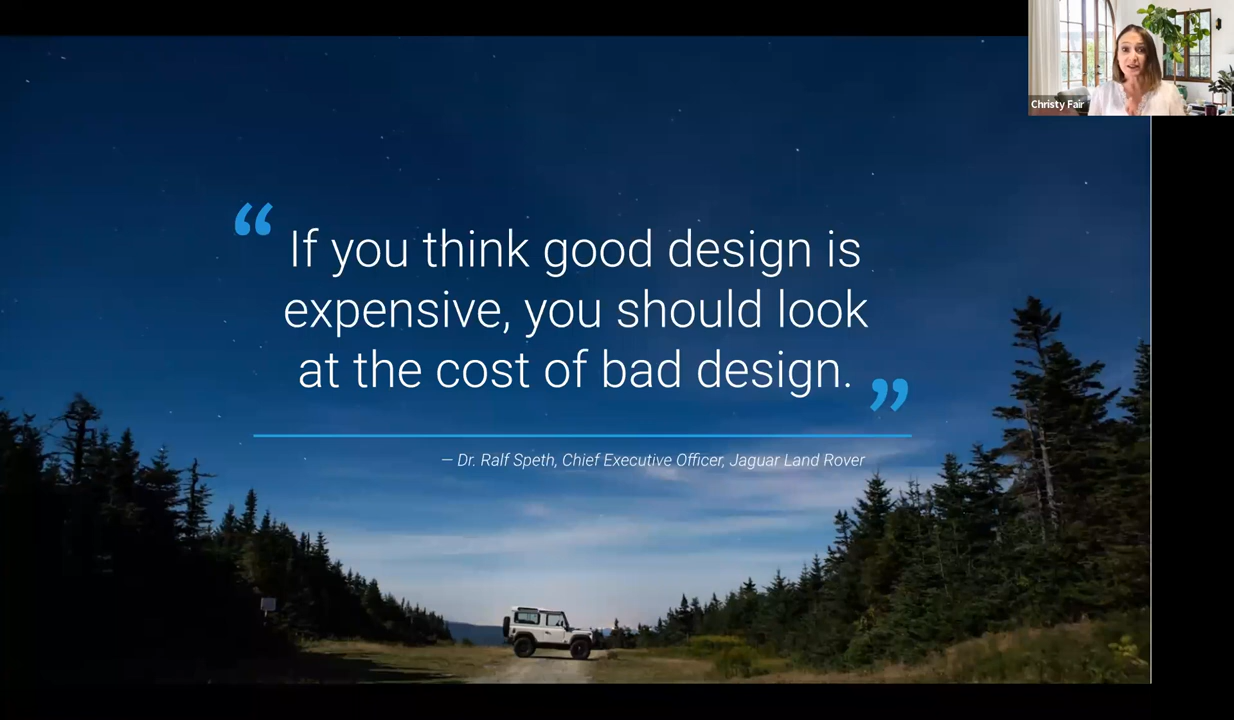 Christy Fair
“ If you think good design is
expensive, you should look
at the cost of bad design. ”
– Dr. Ralf Speth, Chief Executive Officer, Jaguar Land Rover